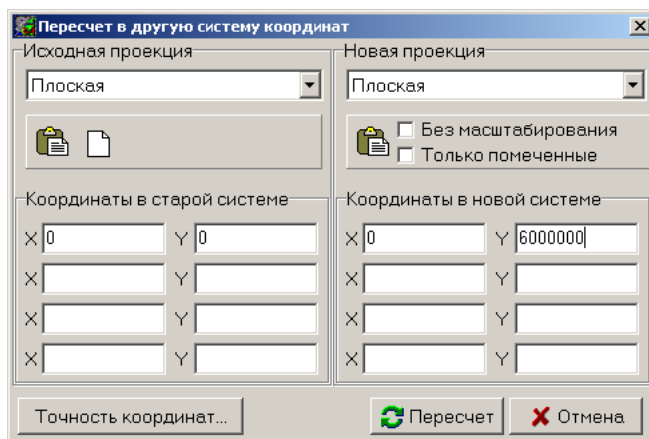 Пересчет в другую систему координат
Исходная проекция
Плоская
Новая проекция
Плоская
Без масштабирования
Только помеченные
Координаты в старой системе
X 0 Y 0
X Y
X Y
X Y
Координаты в новой системе
X 0 Y 6000000
X Y
X Y
X Y
Точность координат...
Пересчет
Отмена